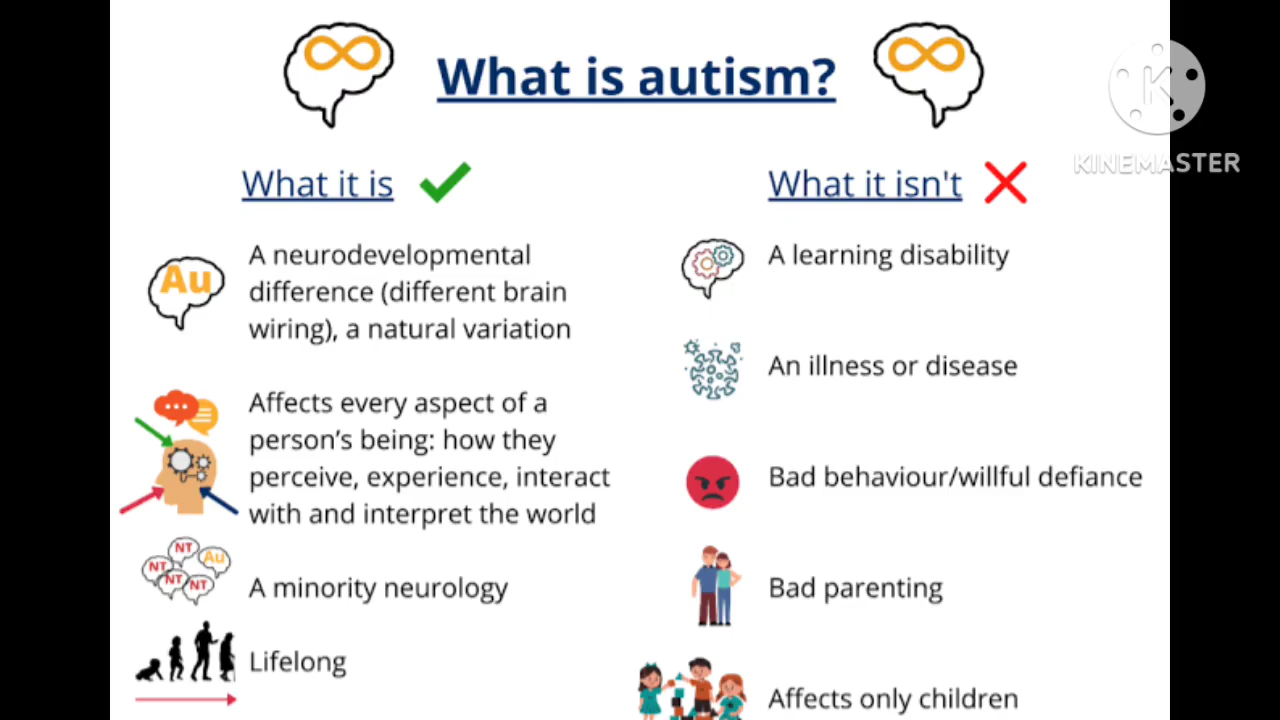 What is autism?
K
KINEMASTER
What it is
What it isn't
Au
A neurodevelopmental
difference (different brain
wiring), a natural variation
Affects every aspect of a
person's being: how they
perceive, experience, interact
with and interpret the world
NT
Au
NT
NT
NT
A minority neurology
Lifelong
A learning disability
An illness or disease
Bad behaviour/willful defiance
Bad parenting
Affects only children